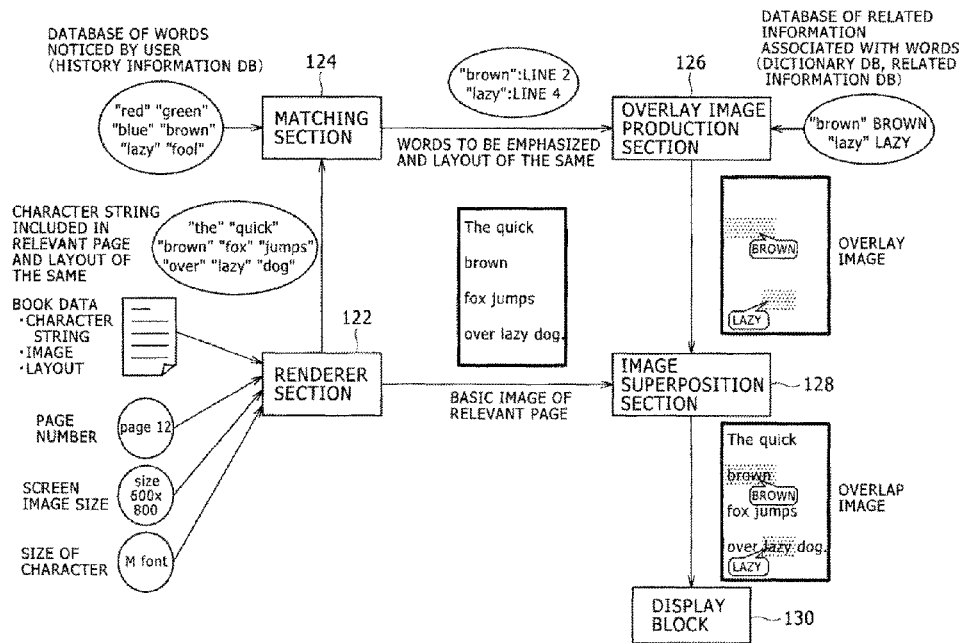 DATABASE OF WORDS
NOTICED BY USER
(HISTORY INFORMATION DB)
"red" "green"
"blue" "brown"
"lazy" "fool"
124
MATCHING
SECTION
"brown":LINE 2
"lazy":LINE 4
WORDS TO BE EMPHASIZED
AND LAYOUT OF THE SAME
126
OVERLAY IMAGE
PRODUCTION
SECTION
DATABASE OF RELATED
INFORMATION
ASSOCIATED WITH WORDS
(DICTIONARY DB, RELATED
INFORMATION DB)
"brown" BROWN
"lazy" LAZY
CHARACTER STRING
INCLUDED IN
RELEVANT PAGE
AND LAYOUT OF
THE SAME
"the" "quick"
"brown" "fox" "jumps"
"over" "lazy" "dog"
The quick
brown
fox jumps
over lazy dog.
BROWN
LAZY
OVERLAY
IMAGE
BOOK DATA
・CHARACTER
STRING
・IMAGE
・LAYOUT
122
RENDERER
SECTION
BASIC IMAGE OF
RELEVANT PAGE
IMAGE
SUPERPOSITION
SECTION
128
PAGE
NUMBER
page 12
SCREEN
IMAGE SIZE
size
600x
800
SIZE OF
CHARACTER
M font
The quick
brown
BROWN
fox jumps
over lazy dog.
LAZY
OVERLAP
IMAGE
DISPLAY
BLOCK
130